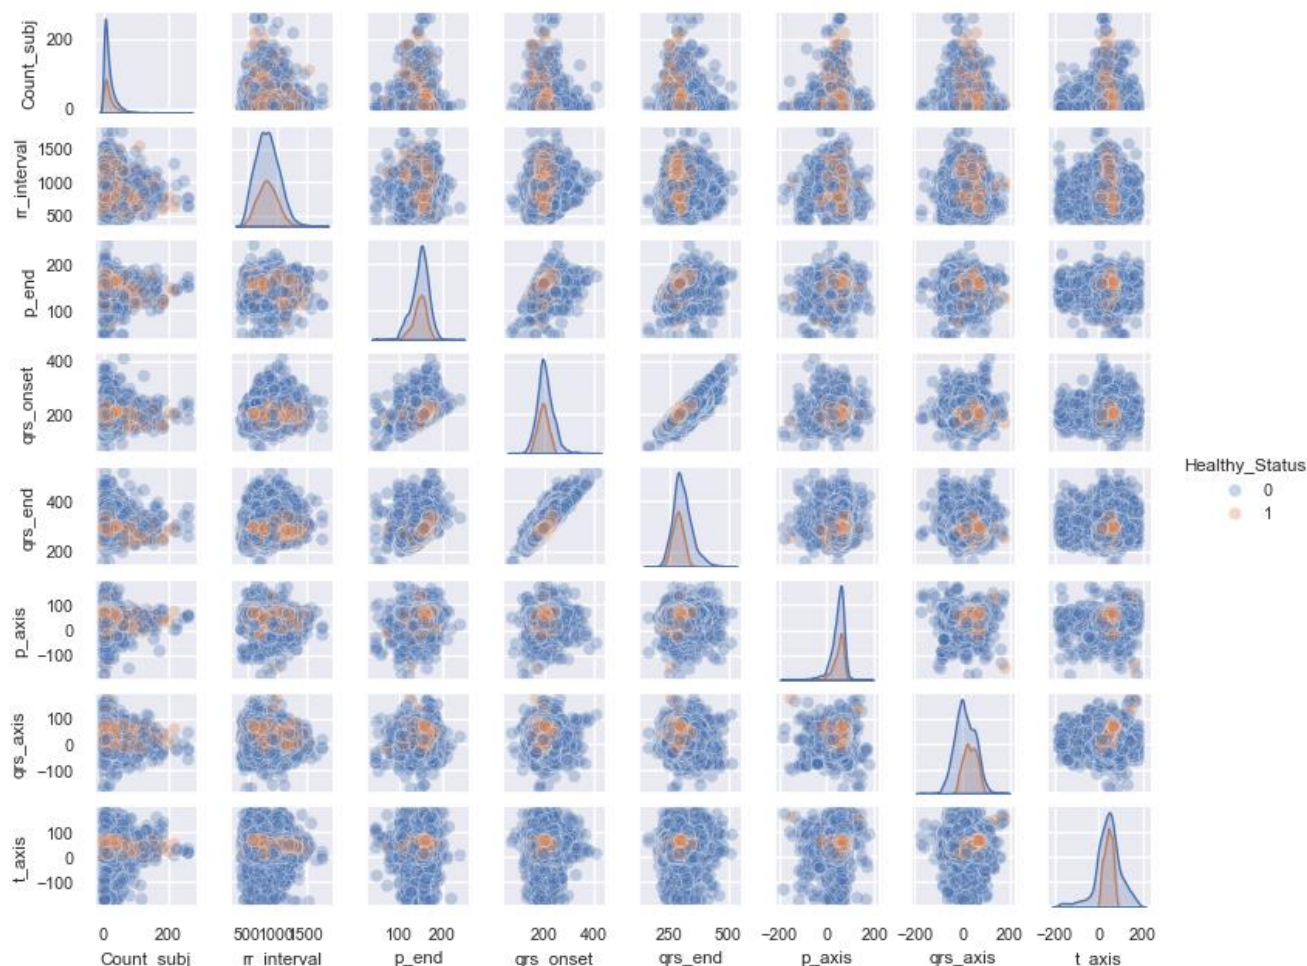 Count_subj
200
0
rr_interval
1500
1000
500
p_end
200
100
qrs_onset
400
200
qrs_end
400
200
p_axis
100
0
−100
qrs_axis
100
0
−100
t_axis
100
0
−100
Healthy_Status
0
1
0 200 500 1000 1500 100 200 200 400 250 500 −200 0 200 −200 0 200 −200 0 200
Count_subj rr_interval p_end qrs_onset qrs_end p_axis qrs_axis t_axis